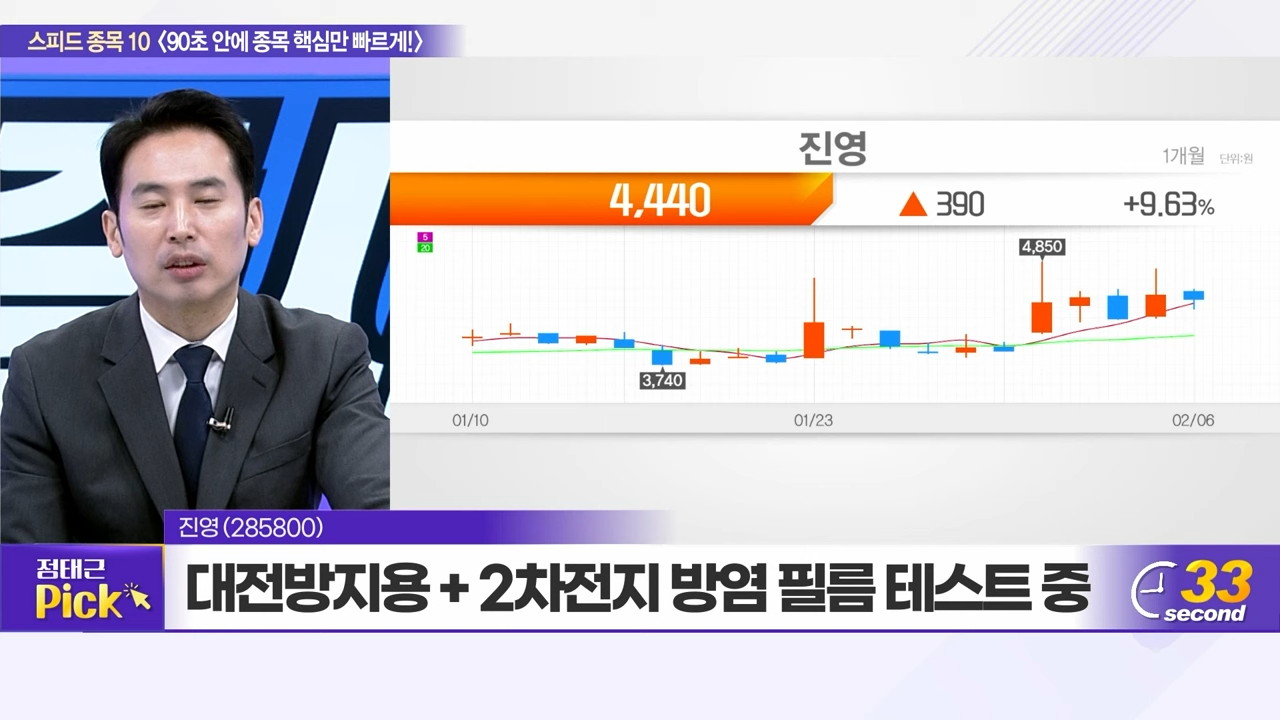 스피드 종목 10 〈90초 안에 종목 핵심만 빠르게!〉
진영
1개월 단위:원
4,440 ▲ 390 +9.63%
5
20
4,850
3,740
01/10 01/23 02/06
진영(285800)
정태근
Pick
대전방지용 + 2차전지 방염 필름 테스트 중
33
second